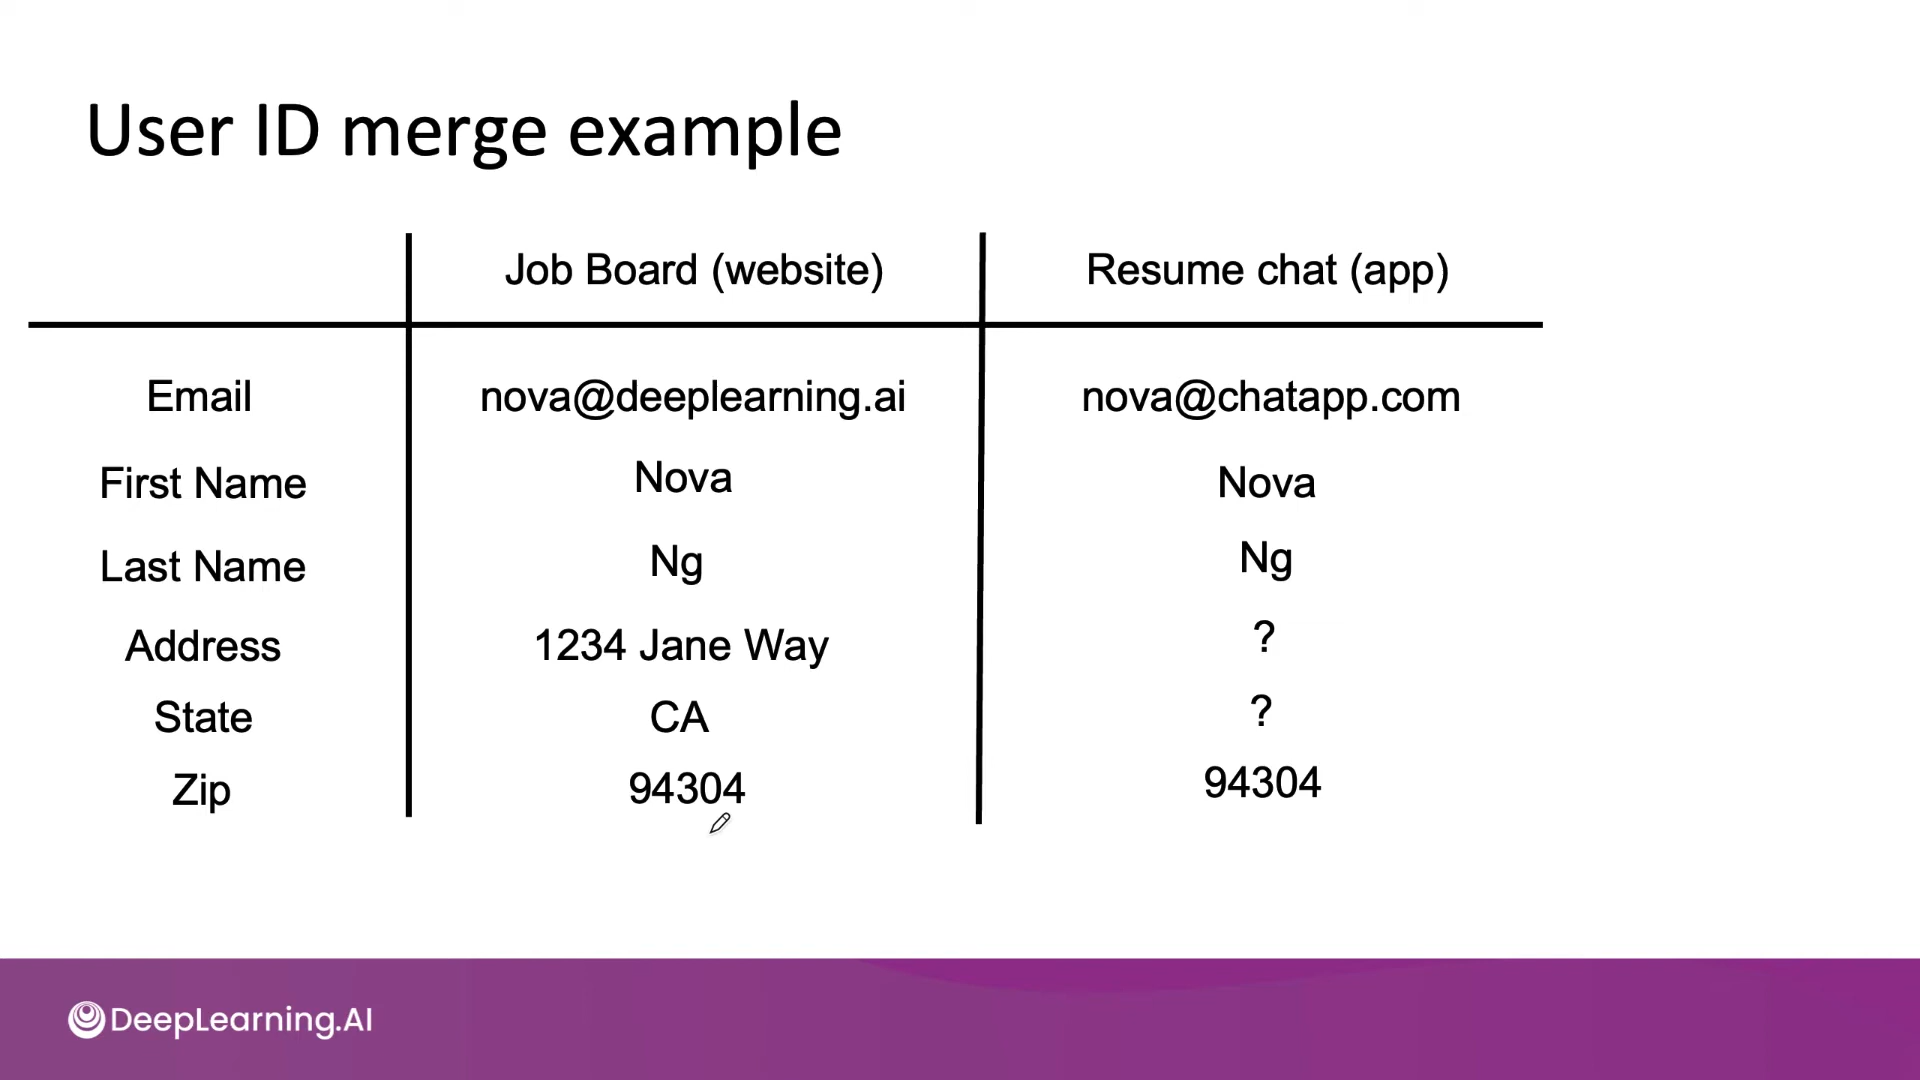 User ID merge example
Job Board (website) Resume chat (app)
Email nova@deeplearning.ai nova@chatapp.com
First Name Nova Nova
Last Name Ng Ng
Address 1234 Jane Way ?
State CA ?
Zip 94304 94304
DeepLearning.AI